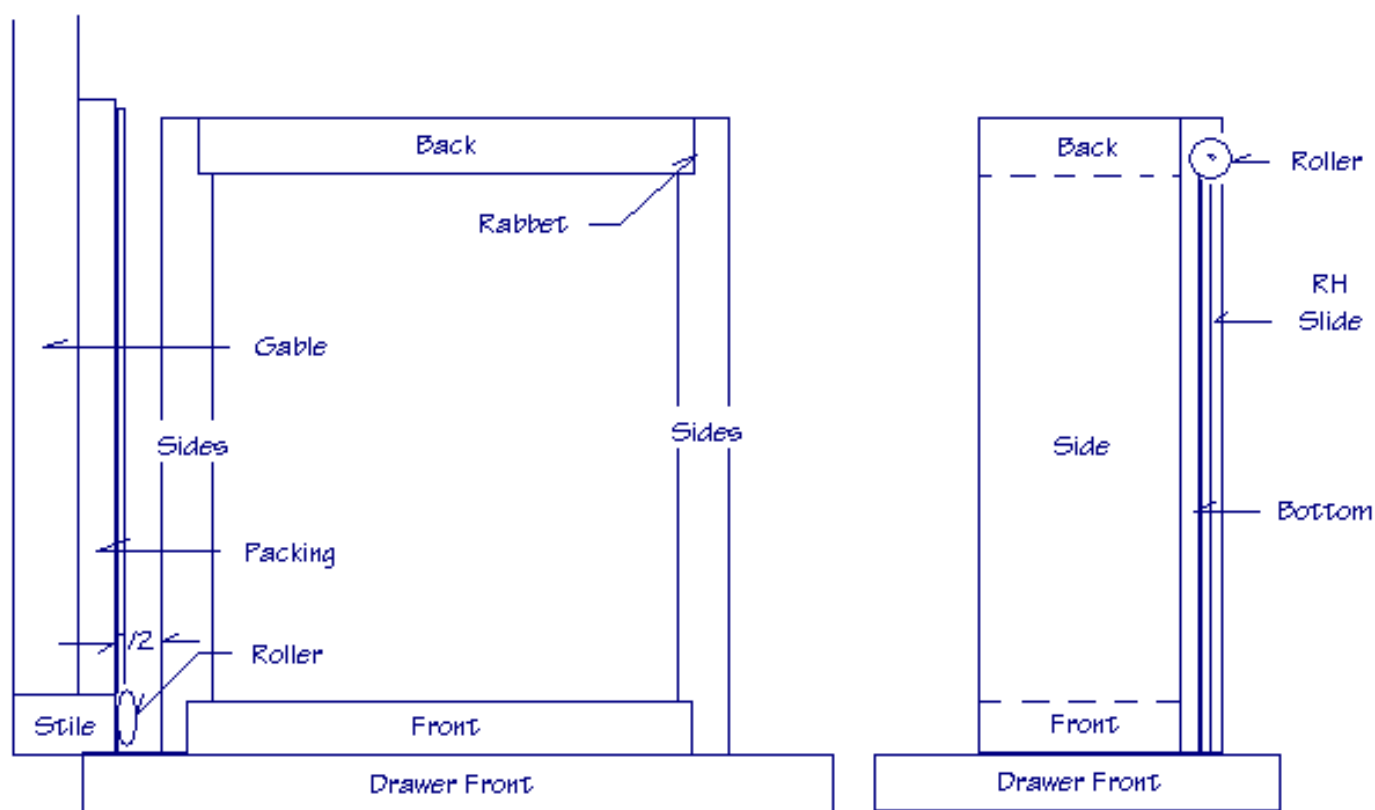 Back
Rabbet
Gable
Sides
Sides
Packing
/2
Roller
Stile
Front
Drawer Front
Back
Roller
RH
Slide
Side
Bottom
Front
Drawer Front